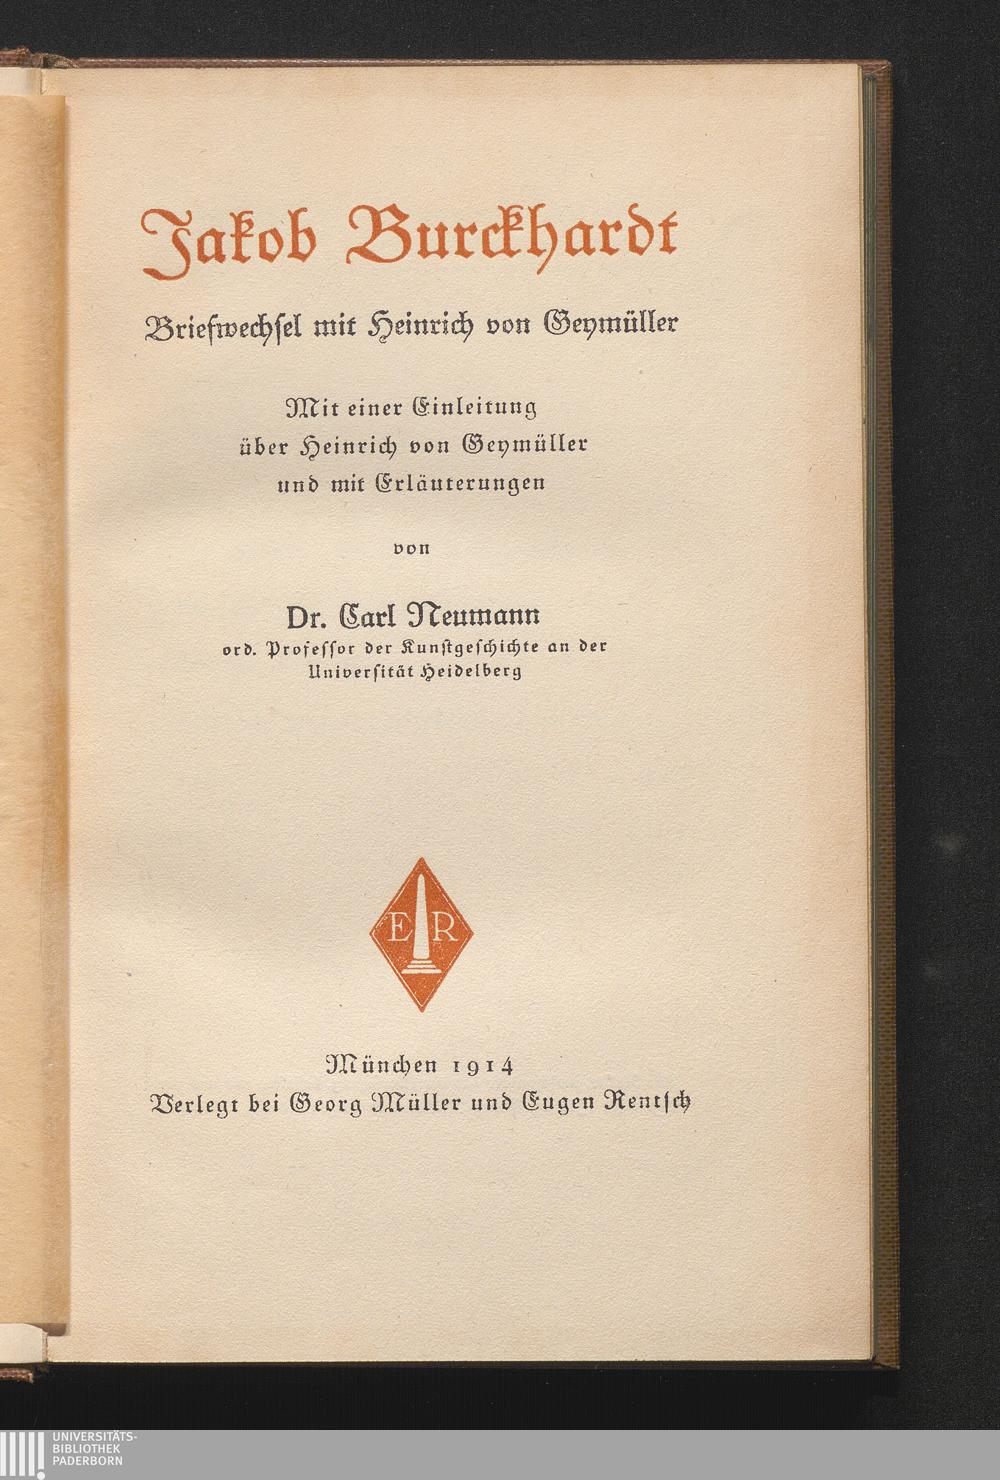 Jakob Burckhardt
Briefwechsel mit Heinrich von Geymüller
Mit einer Einleitung
über Heinrich von Geymüller
und mit Erläuterungen
von
Dr. Carl Neumann
ord. Professor der Kunstgeschichte an der
Universität Heidelberg
E R
München 1914
Verlegt bei Georg Müller und Eugen Rentsch
UNIVERSITÄTS-
BIBLIOTHEK
PADERBORN